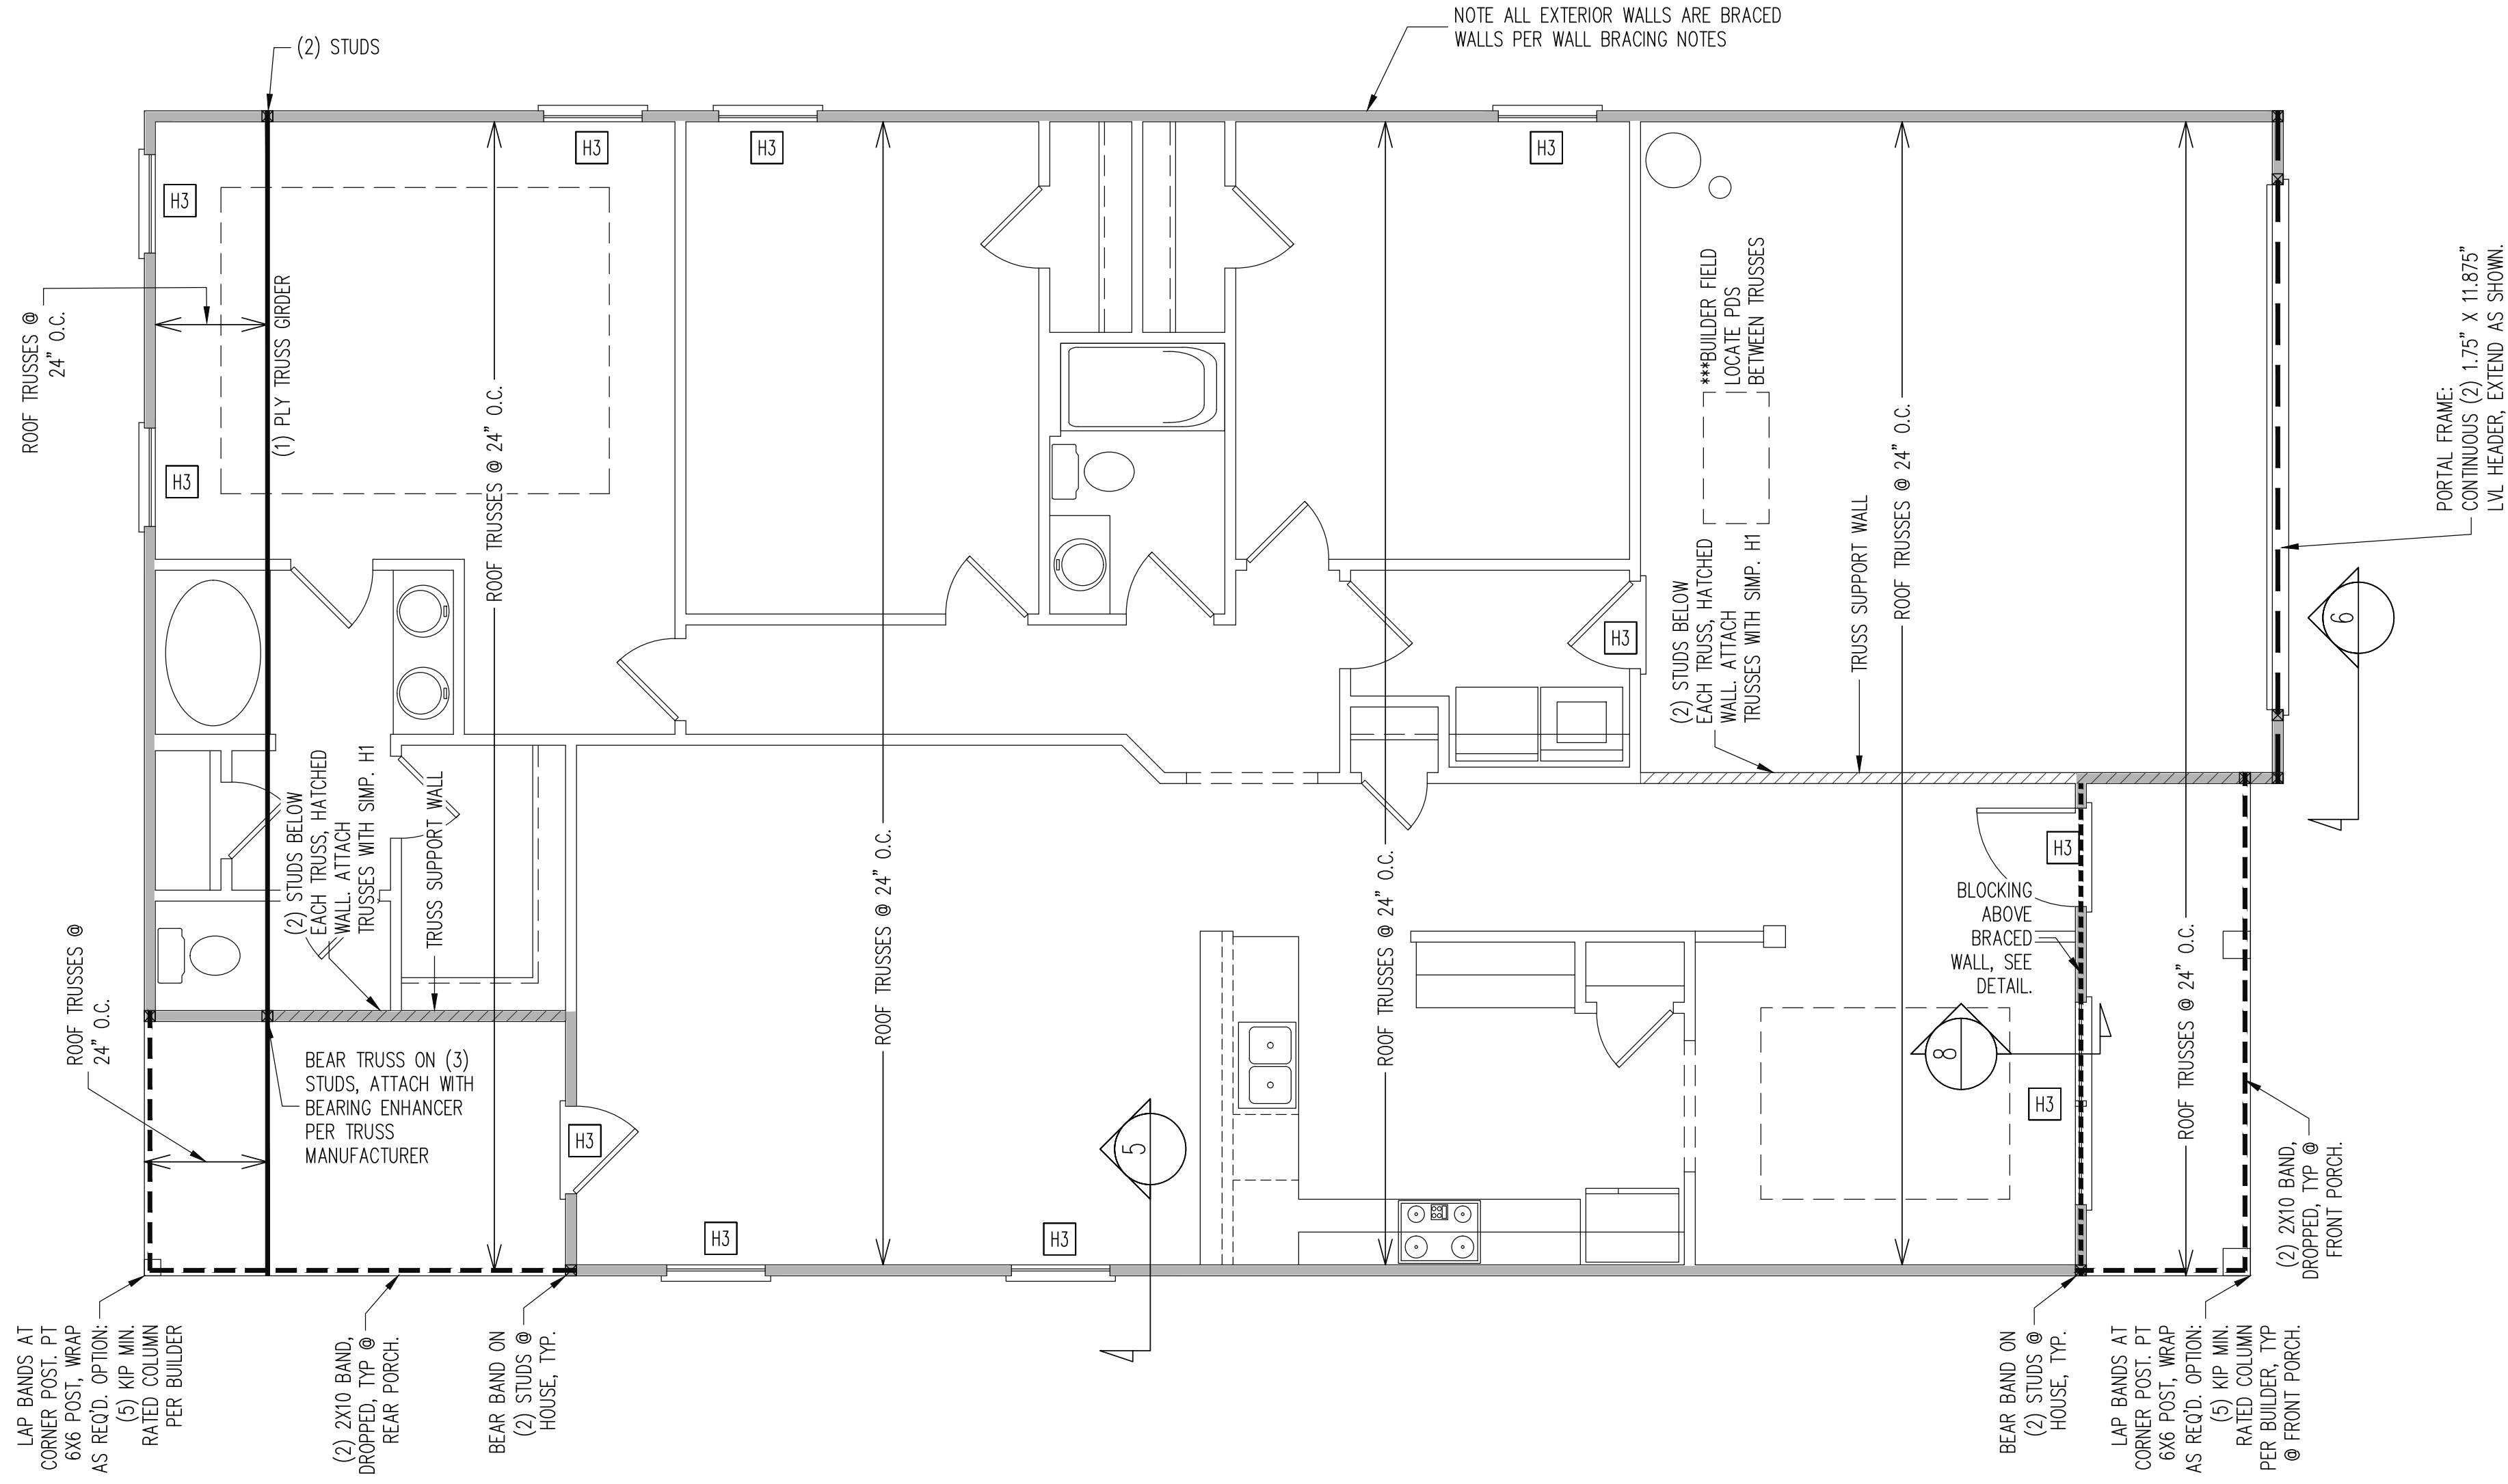 NOTE ALL EXTERIOR WALLS ARE BRACED
WALLS PER WALL BRACING NOTES
(2) STUDS
H3
H3
H3
H3
H3
ROOF TRUSSES @
24" O.C.
(1) PLY TRUSS GIRDER
ROOF TRUSSES @ 24" O.C.
ROOF TRUSSES @ 24" O.C.
ROOF TRUSSES @ 24" O.C.
ROOF TRUSSES @ 24" O.C.
ROOF TRUSSES @ 24" O.C.
***BUILDER FIELD
LOCATE PDS
BETWEEN TRUSSES
(2) STUDS BELOW
EACH TRUSS, HATCHED
WALL. ATTACH
TRUSSES WITH SIMP. H1
TRUSS SUPPORT WALL
PORTAL FRAME:
CONTINUOUS (2) 1.75" X 11.875"
LVL HEADER, EXTEND AS SHOWN.
6
H3
(2) STUDS BELOW
EACH TRUSS, HATCHED
WALL. ATTACH
TRUSSES WITH SIMP. H1
TRUSS SUPPORT WALL
H3
BLOCKING
ABOVE
BRACED
WALL, SEE
DETAIL.
8
H3
ROOF TRUSSES @
24" O.C.
BEAR TRUSS ON (3)
STUDS, ATTACH WITH
BEARING ENHANCER
PER TRUSS
MANUFACTURER
H3
5
H3
H3
LAP BANDS AT
CORNER POST. PT
6X6 POST, WRAP
AS REQ'D. OPTION:
(5) KIP MIN.
RATED COLUMN
PER BUILDER
(2) 2X10 BAND,
DROPPED, TYP @
REAR PORCH.
BEAR BAND ON
(2) STUDS @
HOUSE, TYP.
BEAR BAND ON
(2) STUDS @
HOUSE, TYP.
LAP BANDS AT
CORNER POST. PT
6X6 POST, WRAP
AS REQ'D. OPTION:
(5) KIP MIN.
RATED COLUMN
PER BUILDER, TYP
@ FRONT PORCH.
(2) 2X10 BAND,
DROPPED, TYP @
FRONT PORCH.